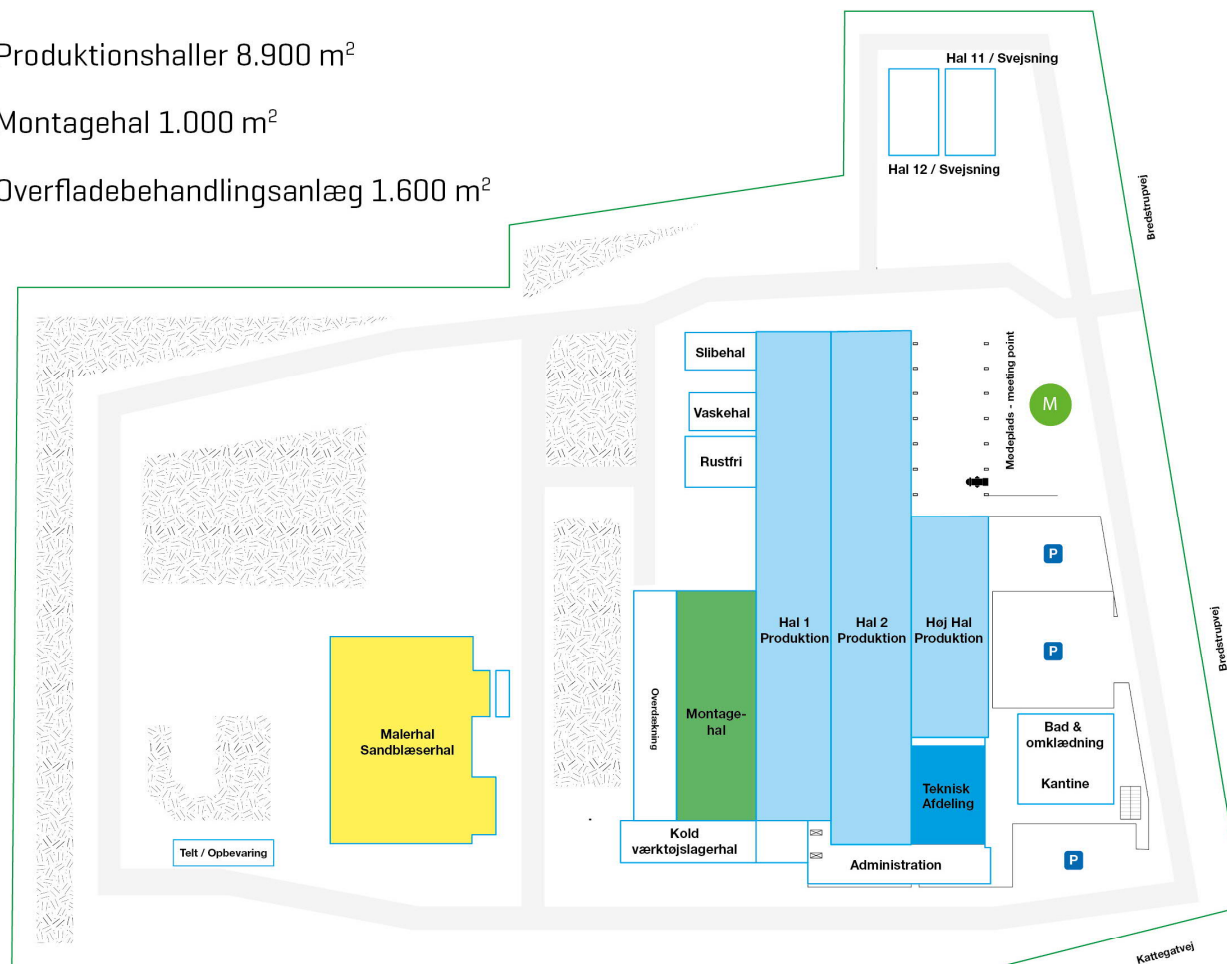 Produktionshaller 8.900 m²
Montagehal 1.000 m²
Overfladebehandlingsanlæg 1.600 m²
Hal 11 / Svejsning
Hal 12 / Svejsning
Bredstrupvej
Slibehal
Vaskehal
Rustfri
Mødeplads - meeting point
M
P
Hal 1
Produktion
Hal 2
Produktion
Høj Hal
Produktion
P
Bredstrupvej
Overdækning
Montage-
hal
Malerhal
Sandblæserhal
Bad &
omklædning
Kantine
Teknisk
Afdeling
Telt / Opbevaring
Kold
værktøjslagerhal
Administration
P
Kattegatvej